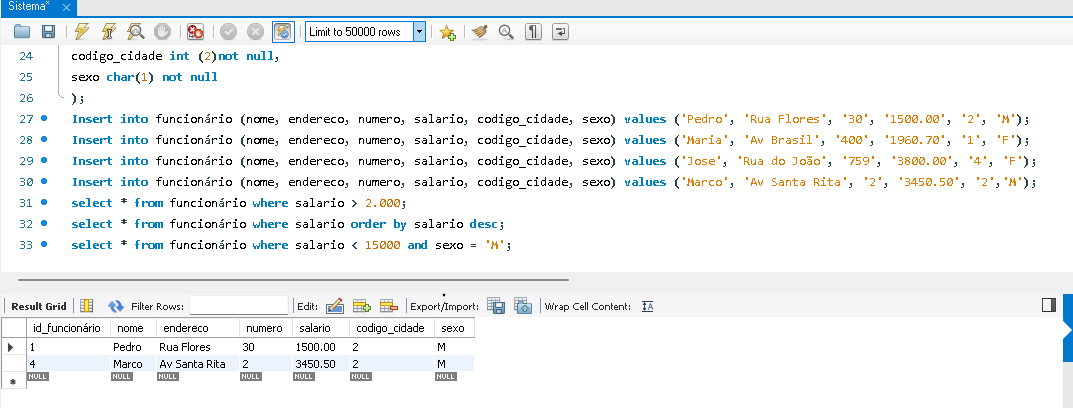 Sistema*
Limit to 50000 rows
24 codigo_cidade int (2)not null,
25 sexo char(1) not null
26 );
27 Insert into funcionário (nome, endereco, numero, salario, codigo_cidade, sexo) values ('Pedro', 'Rua Flores', '30', '1500.00', '2', 'M');
28 Insert into funcionário (nome, endereco, numero, salario, codigo_cidade, sexo) values ('Maria', 'Av Brasil', '400', '1960.70', '1', 'F');
29 Insert into funcionário (nome, endereco, numero, salario, codigo_cidade, sexo) values ('Jose', 'Rua do João', '759', '3800.00', '4', 'F');
30 Insert into funcionário (nome, endereco, numero, salario, codigo_cidade, sexo) values ('Marco', 'Av Santa Rita', '2', '3450.50', '2','M');
31 select * from funcionário where salario > 2.000;
32 select * from funcionário where salario order by salario desc;
33 select * from funcionário where salario < 15000 and sexo = 'M';
Result Grid Filter Rows: Edit: Export/Import: Wrap Cell Content:
id_funcionário nome endereco numero salario codigo_cidade sexo
1 Pedro Rua Flores 30 1500.00 2 M
4 Marco Av Santa Rita 2 3450.50 2 M
NULL NULL NULL NULL NULL NULL NULL